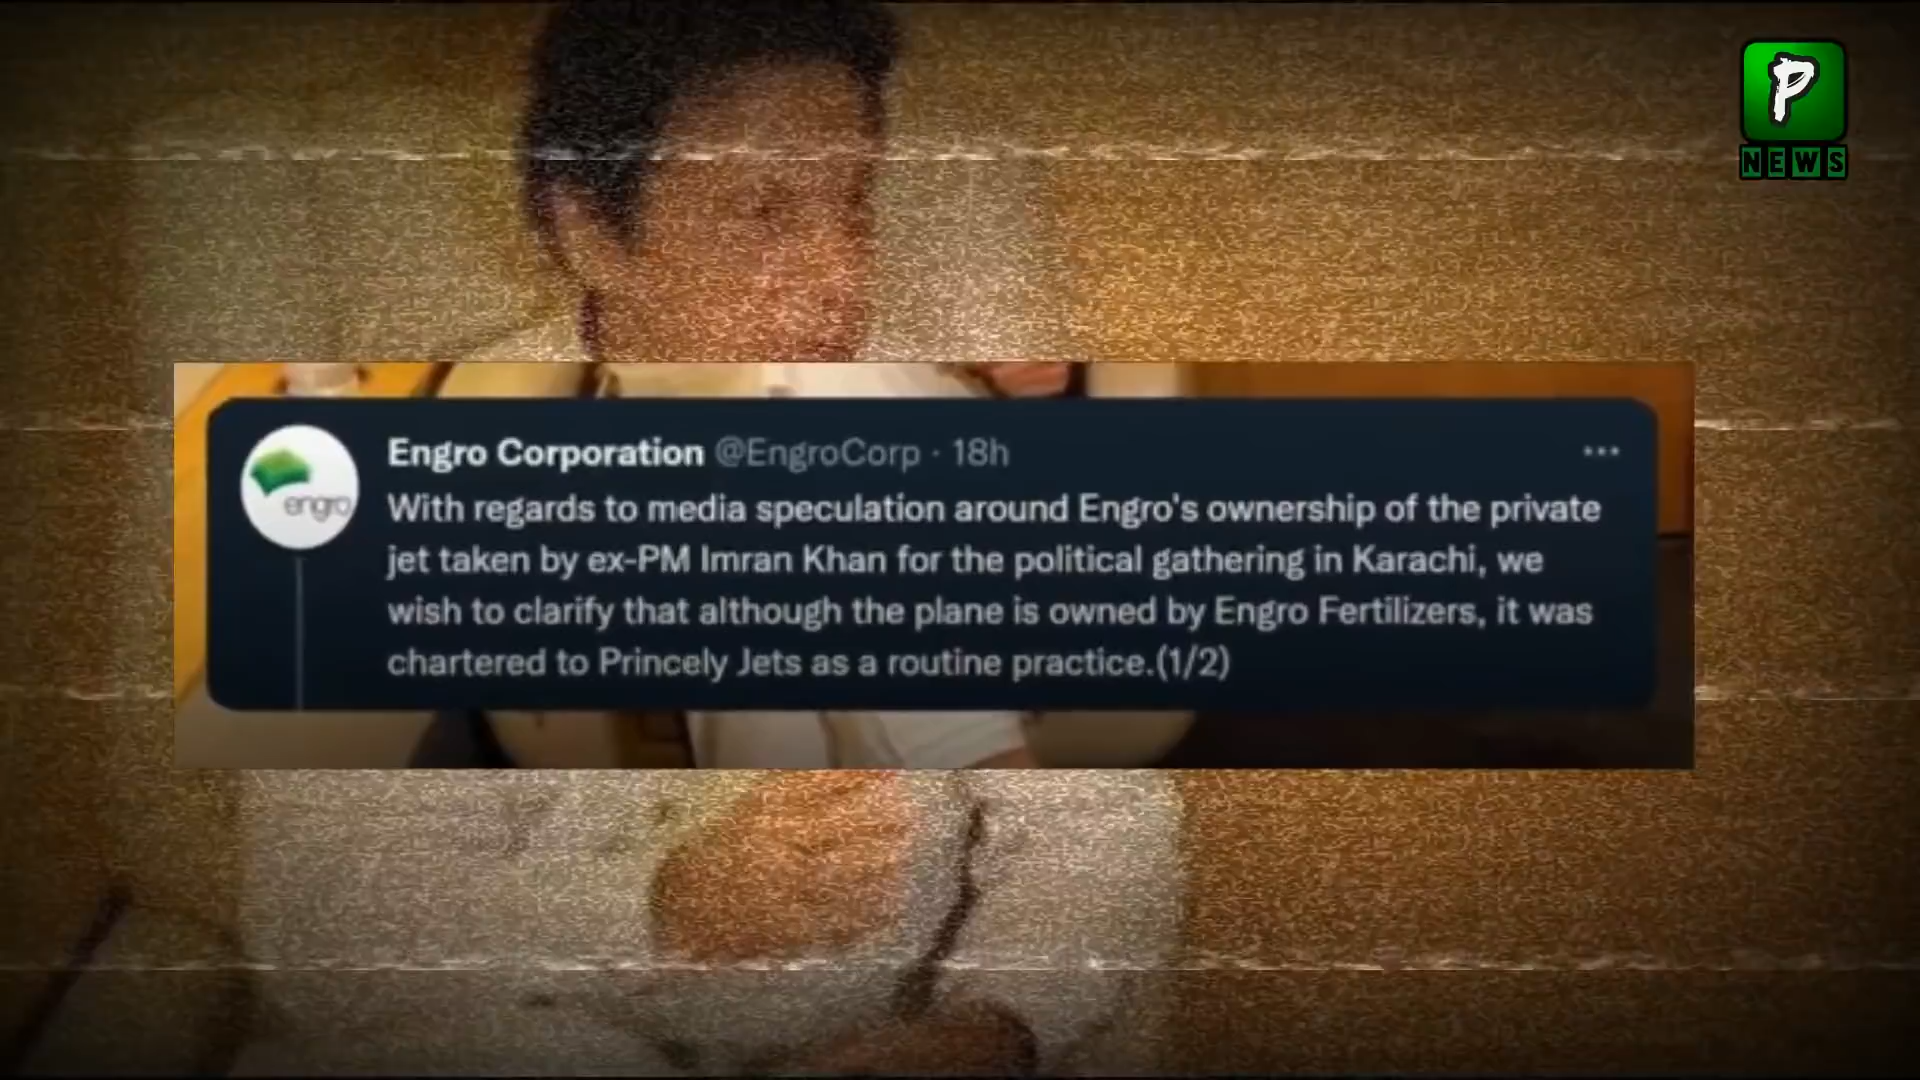 P
NEWS
Engro Corporation @EngroCorp · 18h
engro
With regards to media speculation around Engro's ownership of the private
jet taken by ex-PM Imran Khan for the political gathering in Karachi, we
wish to clarify that although the plane is owned by Engro Fertilizers, it was
chartered to Princely Jets as a routine practice.(1/2)